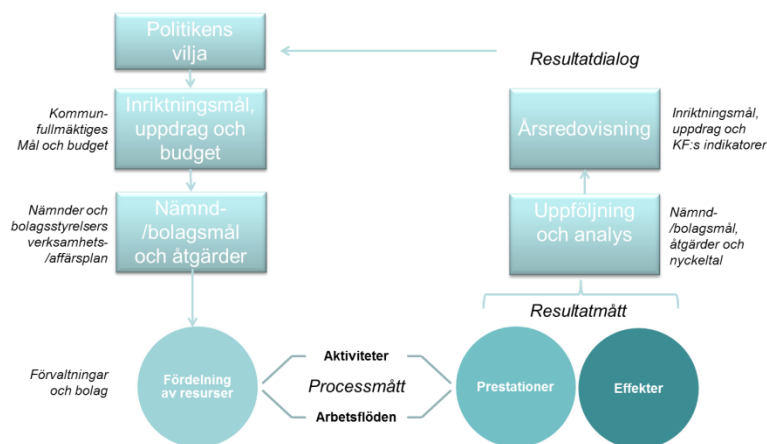 Politikens
vilja
Resultatdialog
Kommun-
fullmäktiges
Mål och budget
Inriktningsmål,
uppdrag och
budget
Årsredovisning
Inriktningsmål,
uppdrag och
KF:s indikatorer
Nämnder och
bolagsstyrelsers
verksamhets-
/affärsplan
Nämnd-
/bolagsmål
och åtgärder
Uppföljning
och analys
Nämnd-
/bolagsmål,
åtgärder och
nyckeltal
Resultatmått
Förvaltningar
och bolag
Fördelning
av resurser
Aktiviteter
Processmått
Arbetsflöden
Prestationer
Effekter